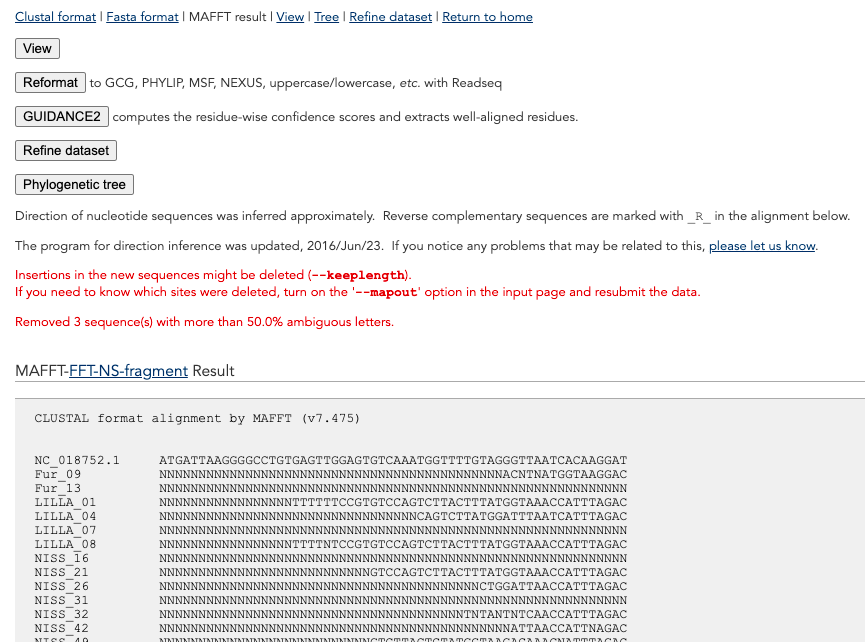 Clustal format | Fasta format | MAFFT result | View | Tree | Refine dataset | Return to home
View
Reformat to GCG, PHYLIP, MSF, NEXUS, uppercase/lowercase, etc. with Readseq
GUIDANCE2 computes the residue-wise confidence scores and extracts well-aligned residues.
Refine dataset
Phylogenetic tree
Direction of nucleotide sequences was inferred approximately.  Reverse complementary sequences are marked with _R_ in the alignment below.
The program for direction inference was updated, 2016/Jun/23.  If you notice any problems that may be related to this, please let us know.
Insertions in the new sequences might be deleted (--keeplength).
If you need to know which sites were deleted, turn on the '--mapout' option in the input page and resubmit the data.
Removed 3 sequence(s) with more than 50.0% ambiguous letters.
MAFFT-FFT-NS-fragment Result
CLUSTAL format alignment by MAFFT (v7.475)
NC_018752.1     ATGATTAAGGGGCCTGTGAGTTGGAGTGTCAAATGGTTTTGTAGGGTTAATCACAAGGAT
Fur_09          NNNNNNNNNNNNNNNNNNNNNNNNNNNNNNNNNNNNNNNNNNNNACNTNATGGTAAGGAC
Fur_13          NNNNNNNNNNNNNNNNNNNNNNNNNNNNNNNNNNNNNNNNNNNNNNNNNNNNNNNNNNNN
LILLA_01        NNNNNNNNNNNNNNNNNTTTTTTCCGTGTCCAGTCTTACTTTATGGTAAACCATTTAGAC
LILLA_04        NNNNNNNNNNNNNNNNNNNNNNNNNNNNNNNNNCAGTCTTATGGATTTAATCATTTAGAC
LILLA_07        NNNNNNNNNNNNNNNNNNNNNNNNNNNNNNNNNNNNNNNNNNNNNNNNNNNNNNNNNNNN
LILLA_08        NNNNNNNNNNNNNNNNNTTTTNTCCGTGTCCAGTCTTACTTTATGGTAAACCATTTAGAC
NISS_16         NNNNNNNNNNNNNNNNNNNNNNNNNNNNNNNNNNNNNNNNNNNNNNNNNNNNNNNNNNNN
NISS_21         NNNNNNNNNNNNNNNNNNNNNNNNNNNGTCCAGTCTTACTTTATGGTAAACCATTTAGAC
NISS_26         NNNNNNNNNNNNNNNNNNNNNNNNNNNNNNNNNNNNNNNNNCTGGATTAACCATTTAGAC
NISS_31         NNNNNNNNNNNNNNNNNNNNNNNNNNNNNNNNNNNNNNNNNNNNNNNNNNNNNNNNNNNN
NISS_32         NNNNNNNNNNNNNNNNNNNNNNNNNNNNNNNNNNNNNNNTNTANTNTCAACCATTTAGAC
NISS_42         NNNNNNNNNNNNNNNNNNNNNNNNNNNNNNNNNNNNNNNNNNNNNATTAACCATTNAGAC